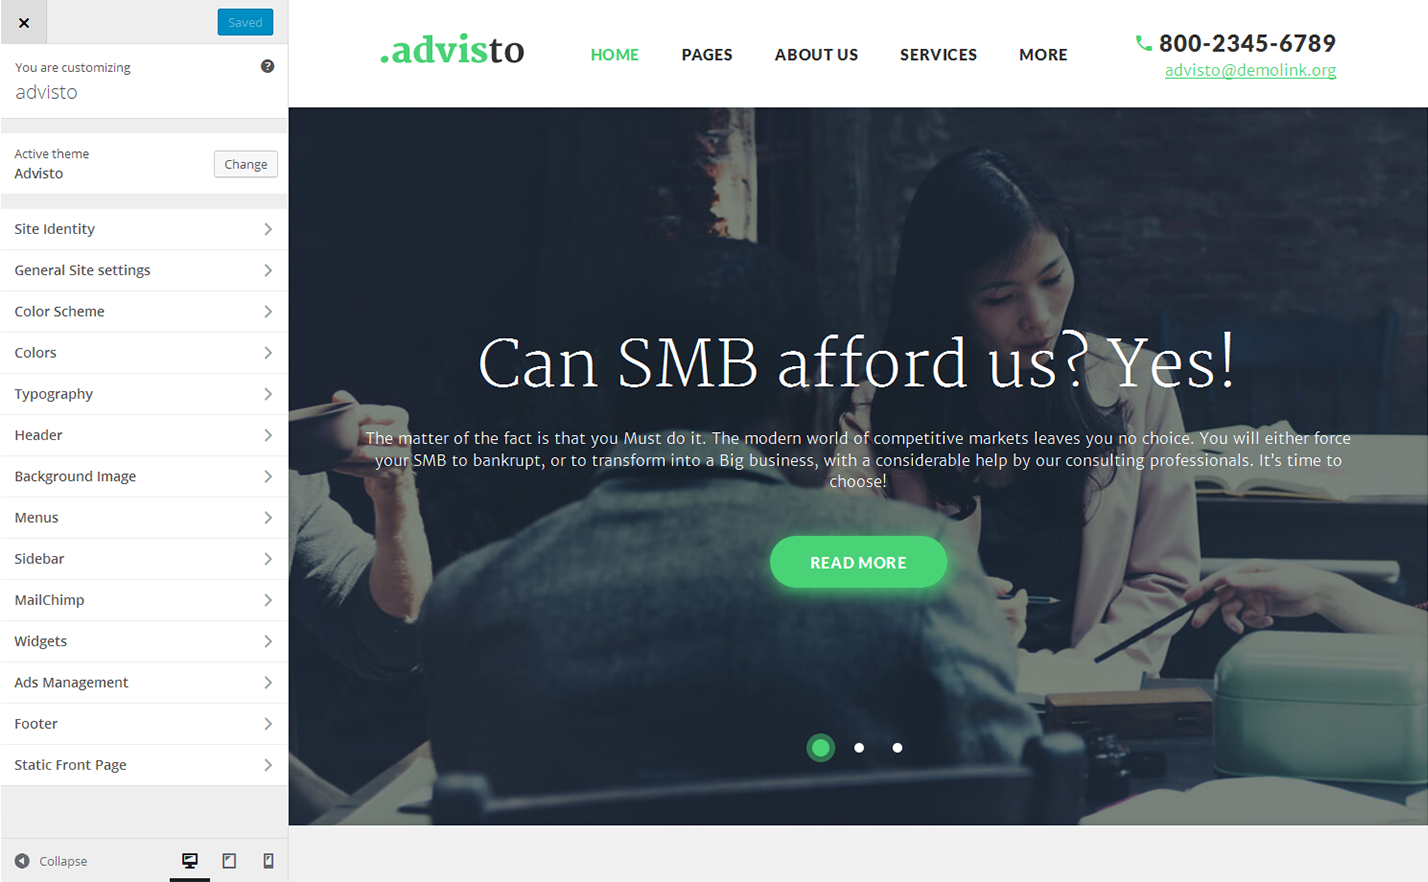 Saved
You are customizing
advisto
Active theme
Advisto
Change
Site Identity
General Site settings
Color Scheme
Colors
Typography
Header
Background Image
Menus
Sidebar
MailChimp
Widgets
Ads Management
Footer
Static Front Page
Collapse
.advisto
HOME PAGES ABOUT US SERVICES MORE
800-2345-6789
advisto@demolink.org
Can SMB afford us? Yes!
The matter of the fact is that you Must do it. The modern world of competitive markets leaves you no choice. You will either force
your SMB to bankrupt, or to transform into a Big business, with a considerable help by our consulting professionals. It’s time to
choose!
READ MORE